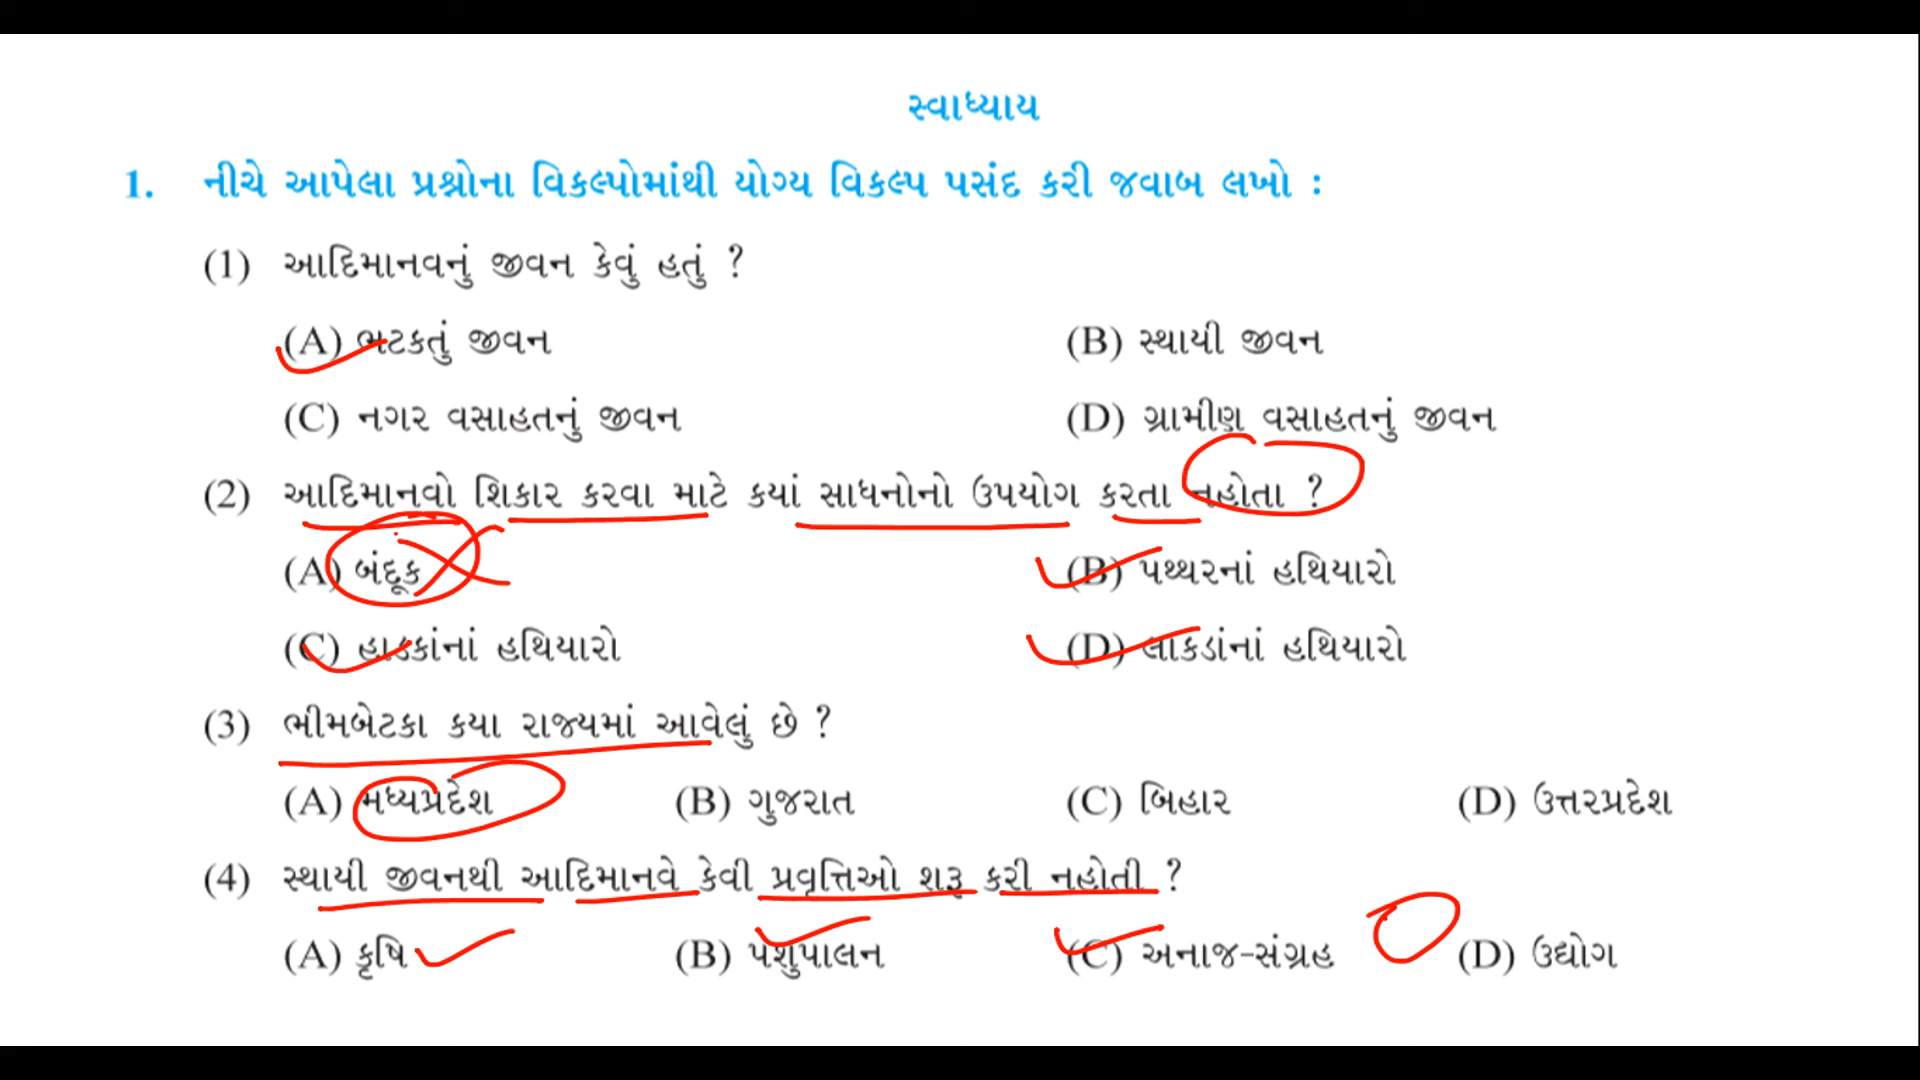 સ્વાધ્યાય
1. નીચે આપેલા પ્રશ્નોના વિકલ્પોમાંથી યોગ્ય વિકલ્પ પસંદ કરી જવાબ લખો :
(1) આદિમાનવનું જીવન કેવું હતું ?
(A) ભટકતું જીવન (B) સ્થાયી જીવન
(C) નગર વસાહતનું જીવન (D) ગ્રામીણ વસાહતનું જીવન
(2) આદિમાનવો શિકાર કરવા માટે કયાં સાધનોનો ઉપયોગ કરતા નહોતા ?
(A) બંદૂક (B) પથ્થરનાં હથિયારો
(C) હાડકાંનાં હથિયારો (D) લાકડાંનાં હથિયારો
(3) ભીમબેટકા કયા રાજ્યમાં આવેલું છે ?
(A) મધ્યપ્રદેશ (B) ગુજરાત (C) બિહાર (D) ઉત્તરપ્રદેશ
(4) સ્થાયી જીવનથી આદિમાનવે કેવી પ્રવૃત્તિઓ શરૂ કરી નહોતી ?
(A) કૃષિ (B) પશુપાલન (C) અનાજ-સંગ્રહ (D) ઉદ્યોગ